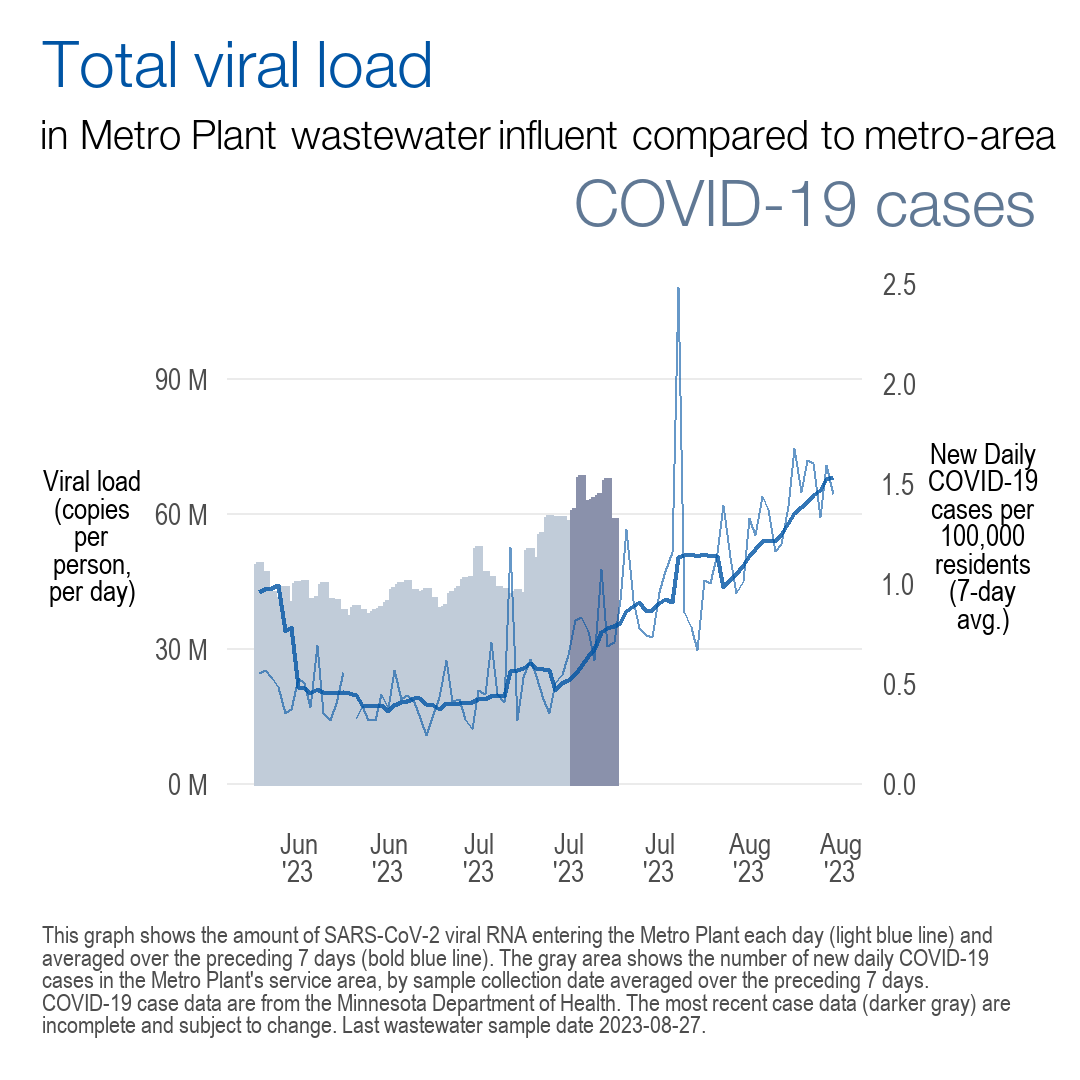 Total viral load
in Metro Plant wastewater influent compared to metro-area
COVID-19 cases
2.5
90 M
2.0
Viral load
(copies
per
person,
per day)
New Daily
COVID-19
cases per
100,000
residents
(7-day
avg.)
1.5
60 M
1.0
30 M
0.5
0 M
0.0
Jun
'23
Jun
'23
Jul
'23
Jul
'23
Jul
'23
Aug
'23
Aug
'23
This graph shows the amount of SARS-CoV-2 viral RNA entering the Metro Plant each day (light blue line) and
averaged over the preceding 7 days (bold blue line). The gray area shows the number of new daily COVID-19
cases in the Metro Plant's service area, by sample collection date averaged over the preceding 7 days.
COVID-19 case data are from the Minnesota Department of Health. The most recent case data (darker gray) are
incomplete and subject to change. Last wastewater sample date 2023-08-27.